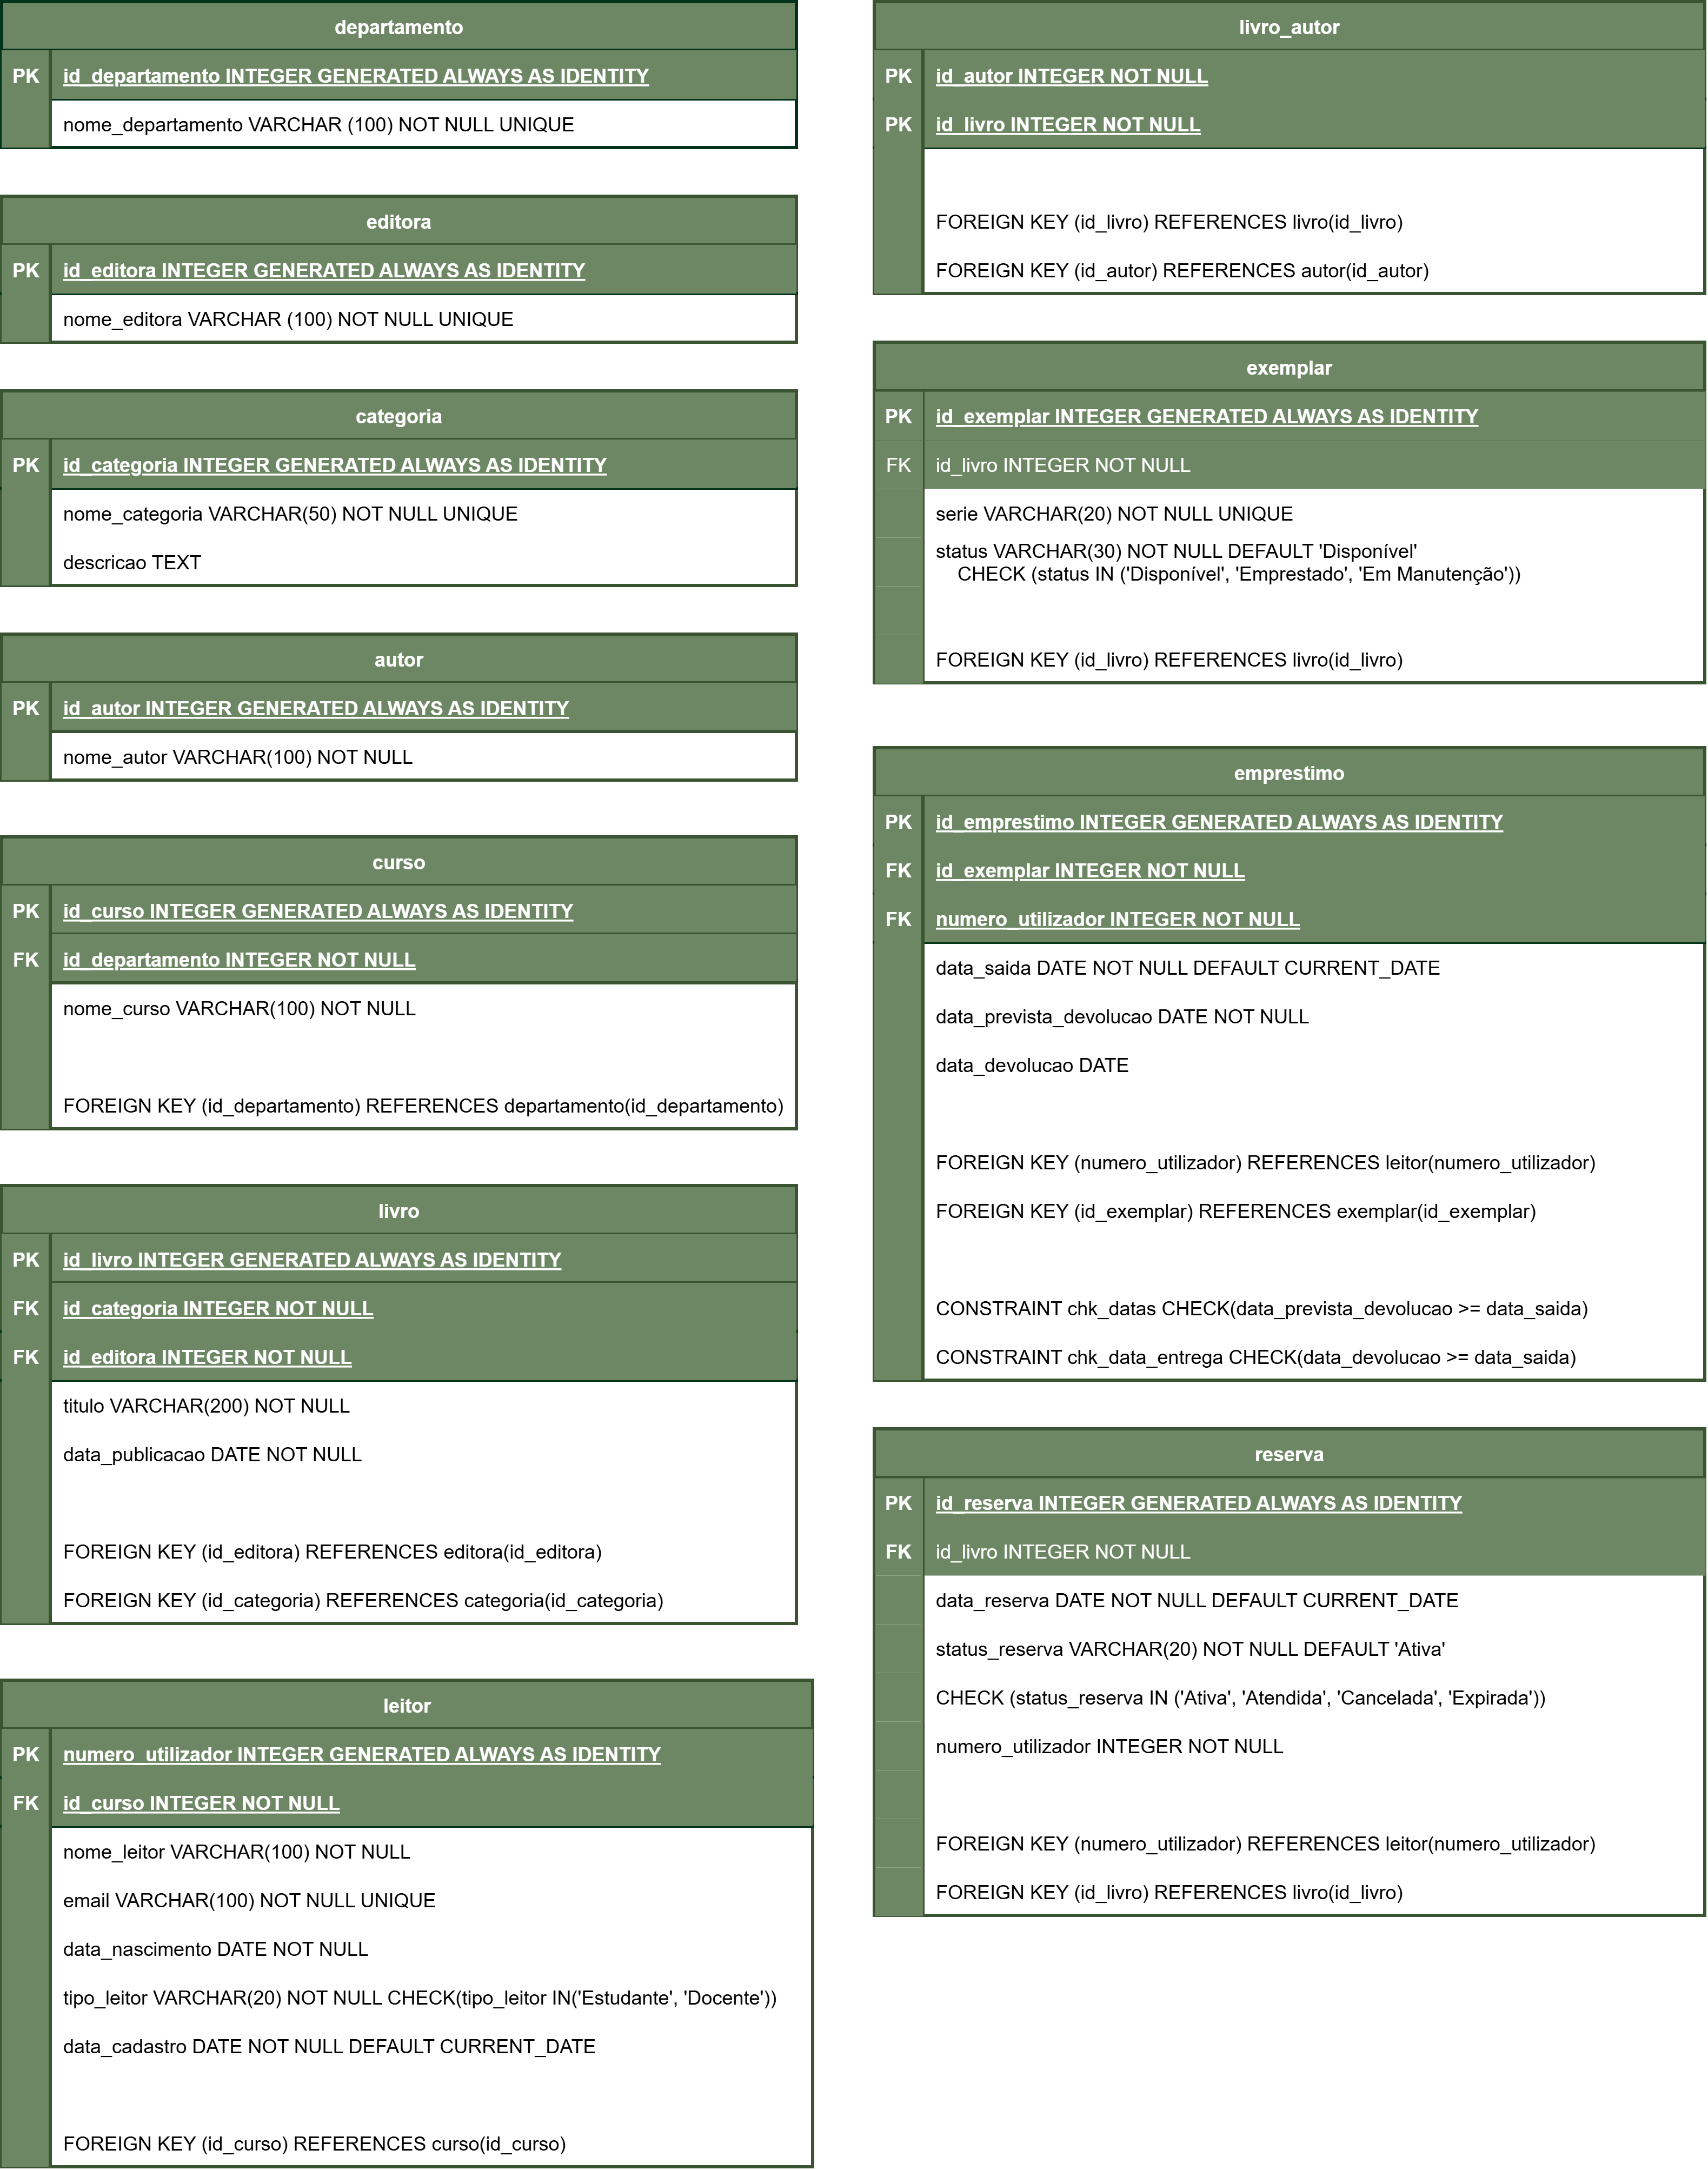 departamento
PK id_departamento INTEGER GENERATED ALWAYS AS IDENTITY
nome_departamento VARCHAR (100) NOT NULL UNIQUE
editora
PK id_editora INTEGER GENERATED ALWAYS AS IDENTITY
nome_editora VARCHAR (100) NOT NULL UNIQUE
categoria
PK id_categoria INTEGER GENERATED ALWAYS AS IDENTITY
nome_categoria VARCHAR(50) NOT NULL UNIQUE
descricao TEXT
autor
PK id_autor INTEGER GENERATED ALWAYS AS IDENTITY
nome_autor VARCHAR(100) NOT NULL
curso
PK id_curso INTEGER GENERATED ALWAYS AS IDENTITY
FK id_departamento INTEGER NOT NULL
nome_curso VARCHAR(100) NOT NULL
FOREIGN KEY (id_departamento) REFERENCES departamento(id_departamento)
livro
PK id_livro INTEGER GENERATED ALWAYS AS IDENTITY
FK id_categoria INTEGER NOT NULL
FK id_editora INTEGER NOT NULL
titulo VARCHAR(200) NOT NULL
data_publicacao DATE NOT NULL
FOREIGN KEY (id_editora) REFERENCES editora(id_editora)
FOREIGN KEY (id_categoria) REFERENCES categoria(id_categoria)
leitor
PK numero_utilizador INTEGER GENERATED ALWAYS AS IDENTITY
FK id_curso INTEGER NOT NULL
nome_leitor VARCHAR(100) NOT NULL
email VARCHAR(100) NOT NULL UNIQUE
data_nascimento DATE NOT NULL
tipo_leitor VARCHAR(20) NOT NULL CHECK(tipo_leitor IN('Estudante', 'Docente'))
data_cadastro DATE NOT NULL DEFAULT CURRENT_DATE
FOREIGN KEY (id_curso) REFERENCES curso(id_curso)
livro_autor
PK id_autor INTEGER NOT NULL
PK id_livro INTEGER NOT NULL
FOREIGN KEY (id_livro) REFERENCES livro(id_livro)
FOREIGN KEY (id_autor) REFERENCES autor(id_autor)
exemplar
PK id_exemplar INTEGER GENERATED ALWAYS AS IDENTITY
FK id_livro INTEGER NOT NULL
serie VARCHAR(20) NOT NULL UNIQUE
status VARCHAR(30) NOT NULL DEFAULT 'Disponível'
CHECK (status IN ('Disponível', 'Emprestado', 'Em Manutenção'))
FOREIGN KEY (id_livro) REFERENCES livro(id_livro)
emprestimo
PK id_emprestimo INTEGER GENERATED ALWAYS AS IDENTITY
FK id_exemplar INTEGER NOT NULL
FK numero_utilizador INTEGER NOT NULL
data_saida DATE NOT NULL DEFAULT CURRENT_DATE
data_prevista_devolucao DATE NOT NULL
data_devolucao DATE
FOREIGN KEY (numero_utilizador) REFERENCES leitor(numero_utilizador)
FOREIGN KEY (id_exemplar) REFERENCES exemplar(id_exemplar)
CONSTRAINT chk_datas CHECK(data_prevista_devolucao >= data_saida)
CONSTRAINT chk_data_entrega CHECK(data_devolucao >= data_saida)
reserva
PK id_reserva INTEGER GENERATED ALWAYS AS IDENTITY
FK id_livro INTEGER NOT NULL
data_reserva DATE NOT NULL DEFAULT CURRENT_DATE
status_reserva VARCHAR(20) NOT NULL DEFAULT 'Ativa'
CHECK (status_reserva IN ('Ativa', 'Atendida', 'Cancelada', 'Expirada'))
numero_utilizador INTEGER NOT NULL
FOREIGN KEY (numero_utilizador) REFERENCES leitor(numero_utilizador)
FOREIGN KEY (id_livro) REFERENCES livro(id_livro)